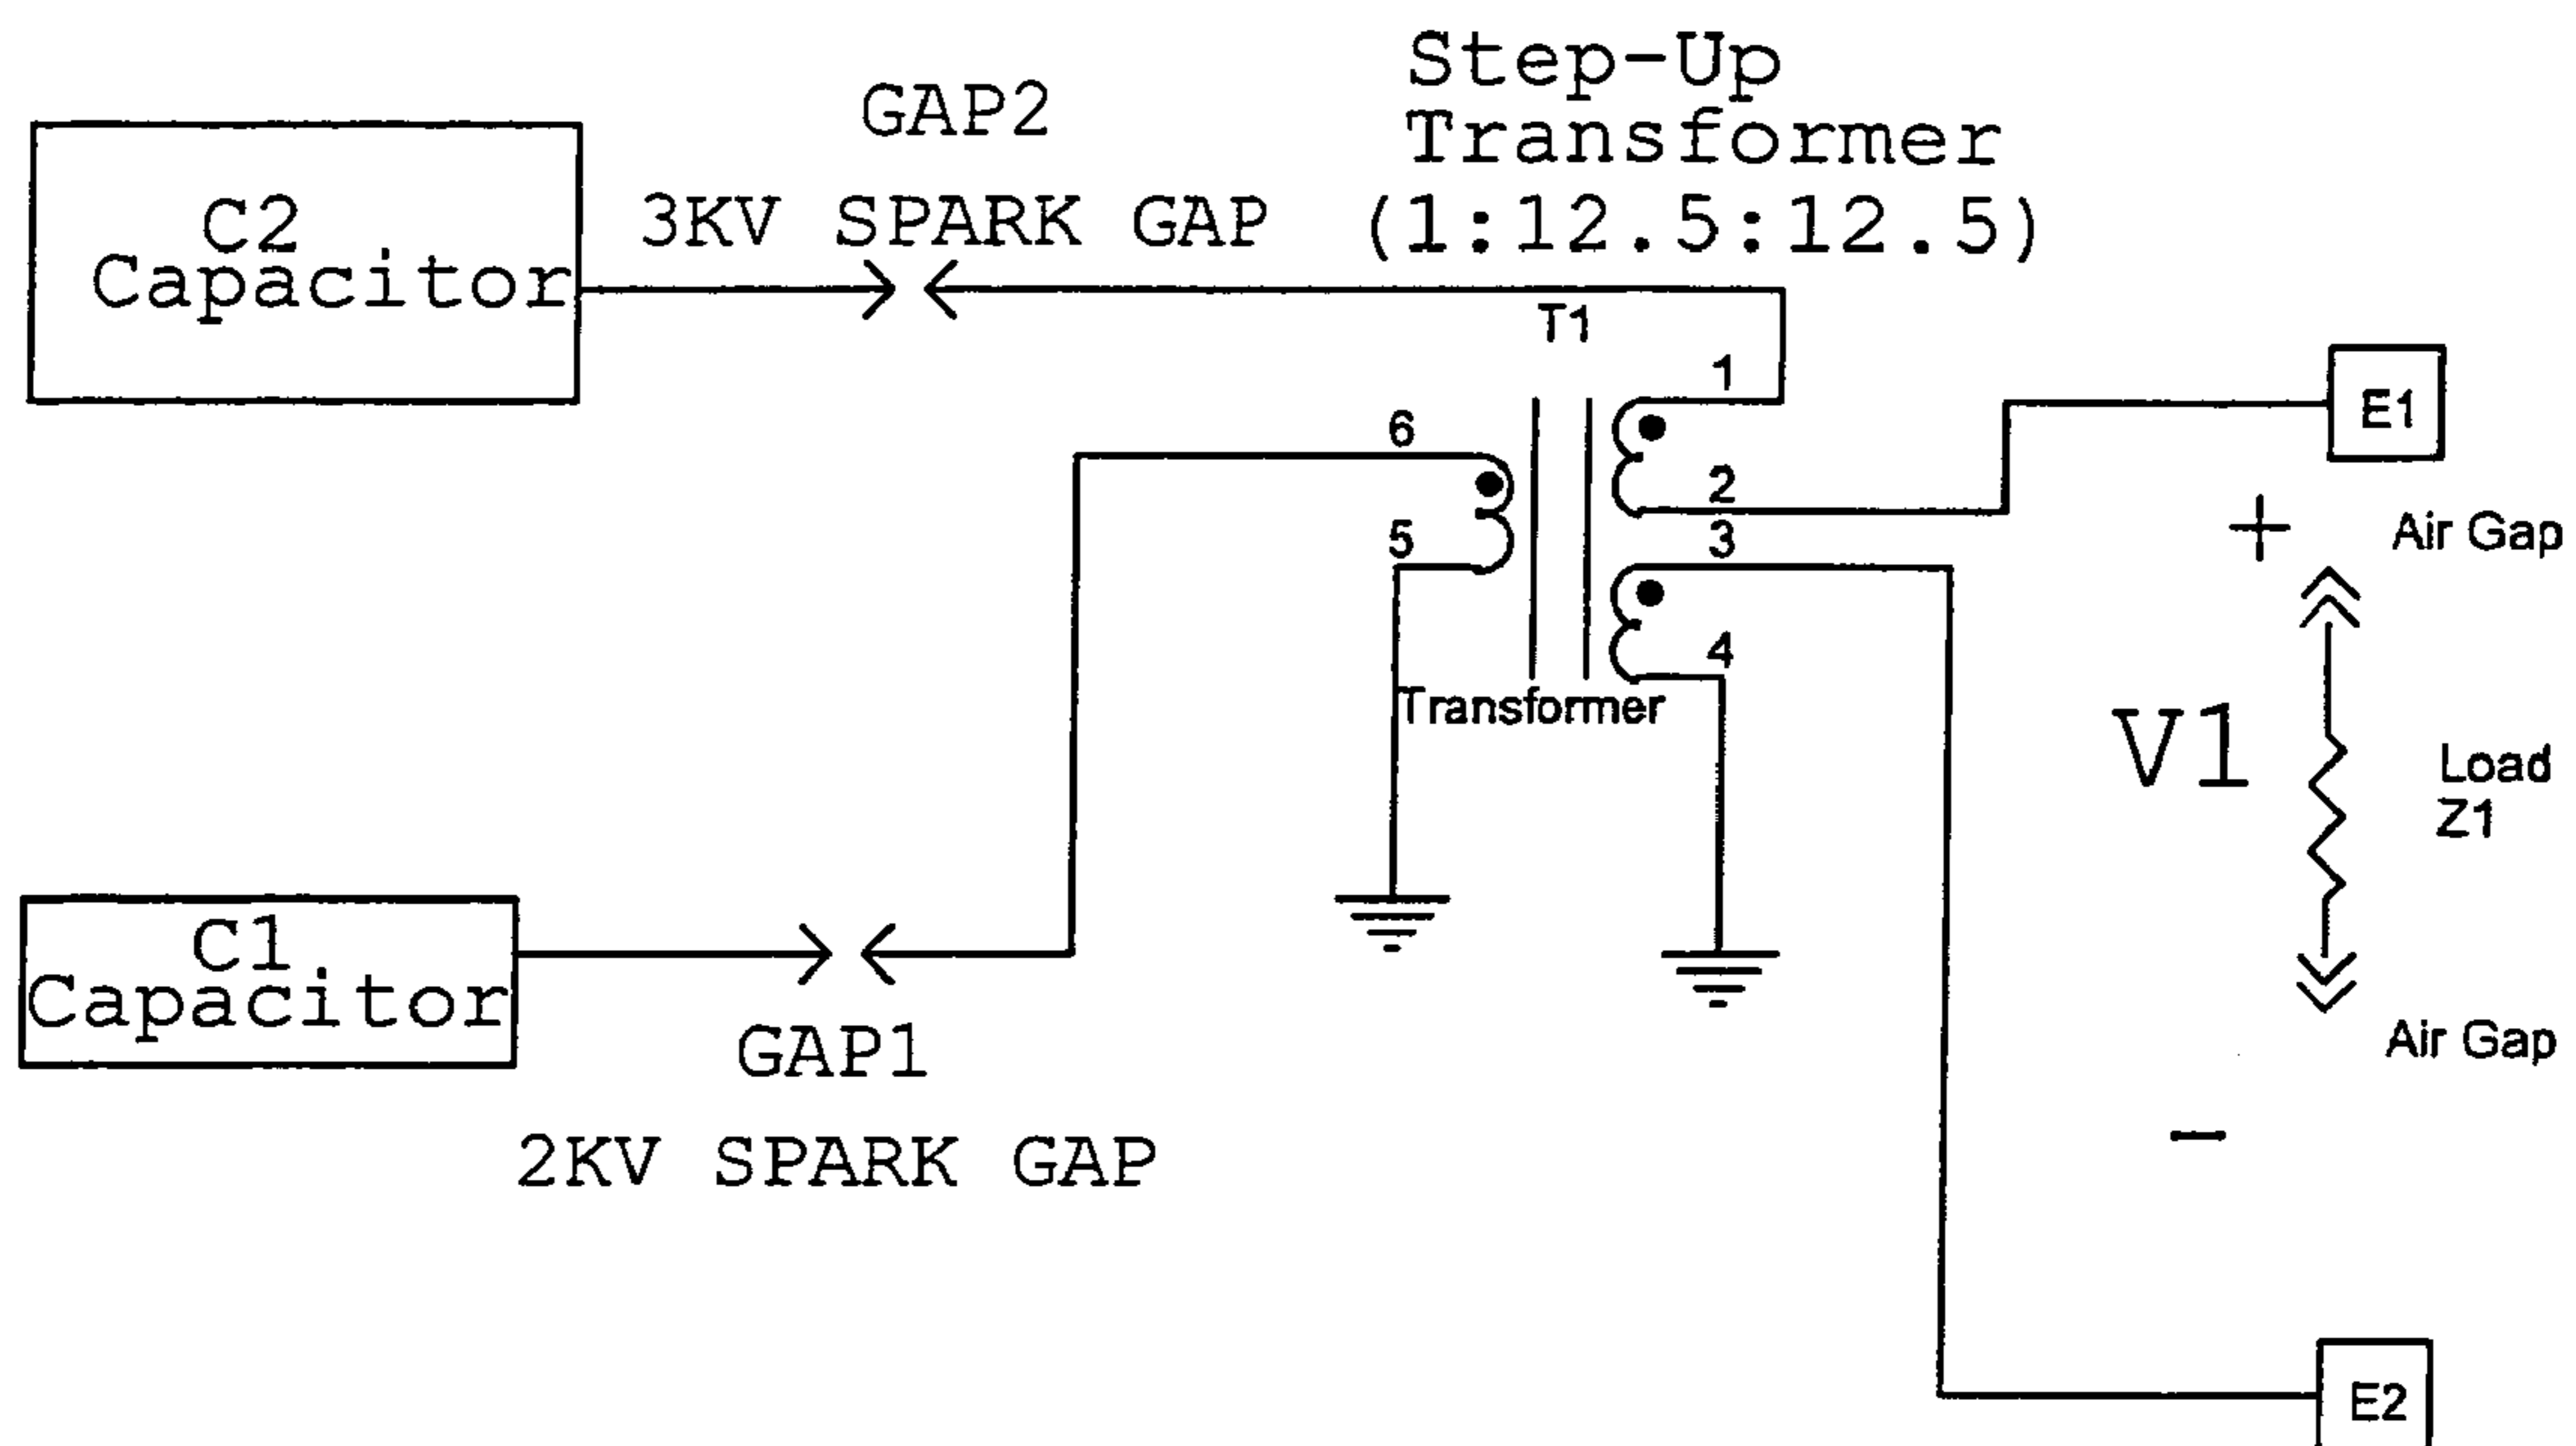 Step-Up
Transformer
(1:12.5:12.5)
GAP2
3KV SPARK GAP
C2
Capacitor
T1
1
6
2
5
3
4
Transformer
E1
+
Air Gap
V1
Load
Z1
Air Gap
-
C1
Capacitor
GAP1
2KV SPARK GAP
E2